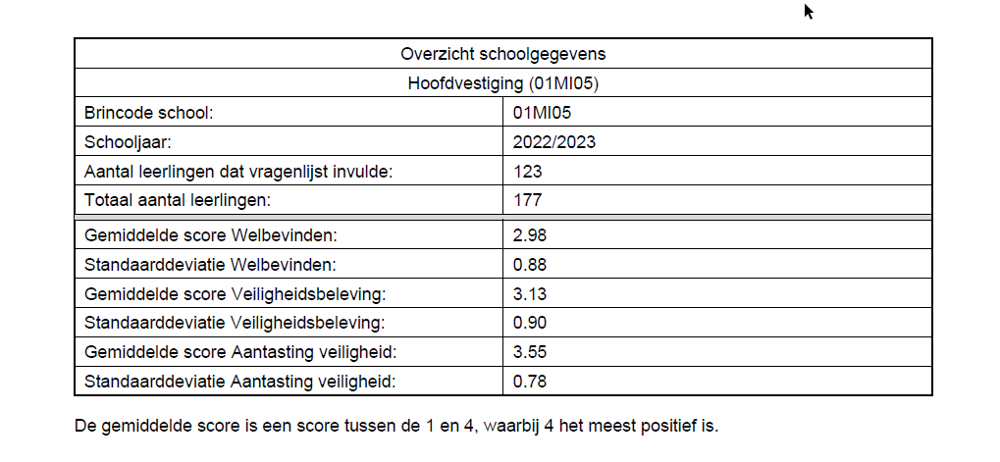 Overzicht schoolgegevens
Hoofdvestiging (01MI05)
Brincode school: 01MI05
Schooljaar: 2022/2023
Aantal leerlingen dat vragenlijst invulde: 123
Totaal aantal leerlingen: 177
Gemiddelde score Welbevinden: 2.98
Standaarddeviatie Welbevinden: 0.88
Gemiddelde score Veiligheidsbeleving: 3.13
Standaarddeviatie Veiligheidsbeleving: 0.90
Gemiddelde score Aantasting veiligheid: 3.55
Standaarddeviatie Aantasting veiligheid: 0.78
De gemiddelde score is een score tussen de 1 en 4, waarbij 4 het meest positief is.